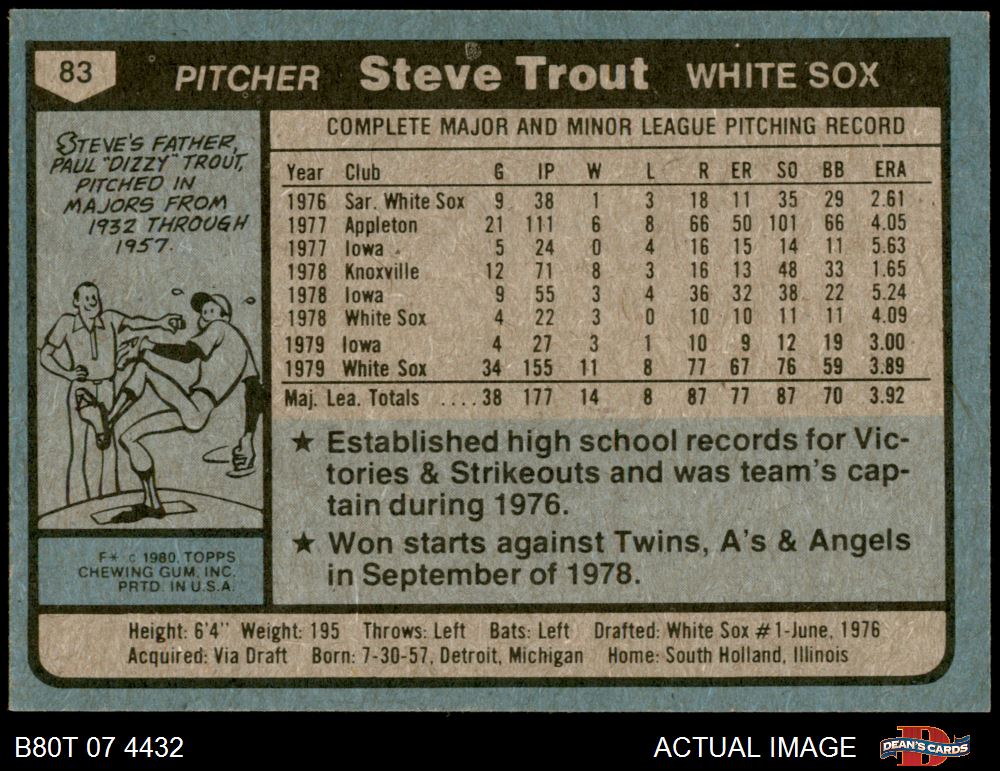 83 PITCHER Steve Trout WHITE SOX
STEVE'S FATHER,
PAUL "DIZZY" TROUT,
PITCHED IN
MAJORS FROM
1932 THROUGH
1957.
F* © 1980, TOPPS
CHEWING GUM, INC.
PRTD. IN U.S.A.
COMPLETE MAJOR AND MINOR LEAGUE PITCHING RECORD
Year Club G IP W L R ER SO BB ERA
1976 Sar. White Sox 9 38 1 3 18 11 35 29 2.61
1977 Appleton 21 111 6 8 66 50 101 66 4.05
1977 Iowa 5 24 0 4 16 15 14 11 5.63
1978 Knoxville 12 71 8 3 16 13 48 33 1.65
1978 Iowa 9 55 3 4 36 32 38 22 5.24
1978 White Sox 4 22 3 0 10 10 11 11 4.09
1979 Iowa 4 27 3 1 10 9 12 19 3.00
1979 White Sox 34 155 11 8 77 67 76 59 3.89
Maj. Lea. Totals ....38 177 14 8 87 77 87 70 3.92
★ Established high school records for Vic-
tories & Strikeouts and was team's cap-
tain during 1976.
★ Won starts against Twins, A's & Angels
in September of 1978.
Height: 6'4" Weight: 195 Throws: Left Bats: Left Drafted: White Sox #1-June, 1976
Acquired: Via Draft Born: 7-30-57, Detroit, Michigan Home: South Holland, Illinois
B80T 07 4432 ACTUAL IMAGE DEAN'S CARDS